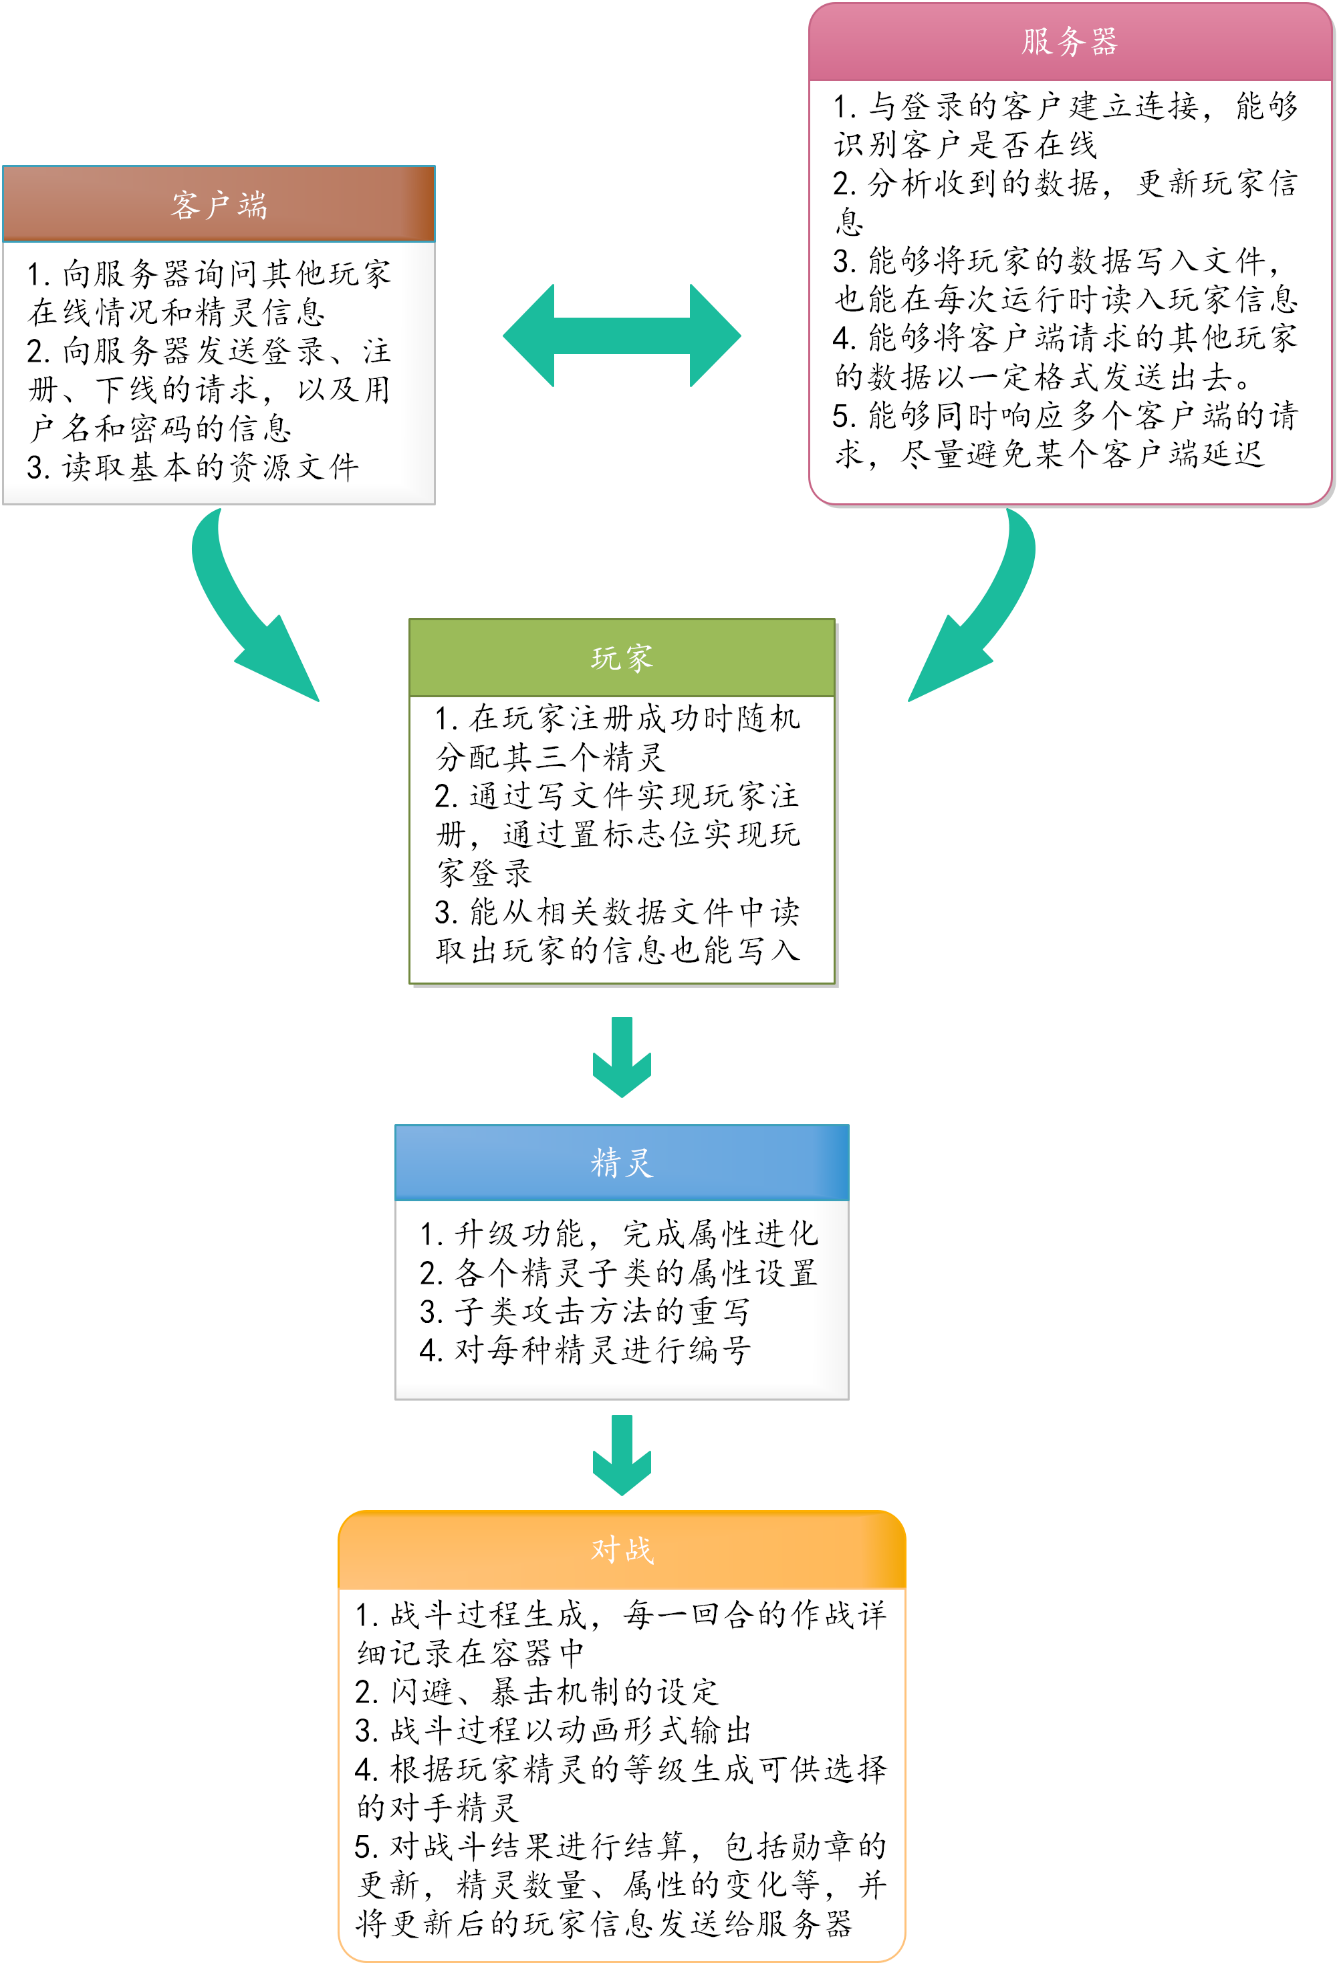 服务器
1.与登录的客户建立连接，能够
识别客户是否在线
2.分析收到的数据，更新玩家信
息
3.能够将玩家的数据写入文件，
也能在每次运行时读入玩家信息
4.能够将客户端请求的其他玩家
的数据以一定格式发送出去。
5.能够同时响应多个客户端的请
求，尽量避免某个客户端延迟
客户端
1.向服务器询问其他玩家
在线情况和精灵信息
2.向服务器发送登录、注
册、下线的请求，以及用
户名和密码的信息
3.读取基本的资源文件
玩家
1.在玩家注册成功时随机
分配其三个精灵
2.通过写文件实现玩家注
册，通过置标志位实现玩
家登录
3.能从相关数据文件中读
取出玩家的信息也能写入
精灵
1.升级功能，完成属性进化
2.各个精灵子类的属性设置
3.子类攻击方法的重写
4.对每种精灵进行编号
对战
1.战斗过程生成，每一回合的作战详
细记录在容器中
2.闪避、暴击机制的设定
3.战斗过程以动画形式输出
4.根据玩家精灵的等级生成可供选择
的对手精灵
5.对战斗结果进行结算，包括勋章的
更新，精灵数量、属性的变化等，并
将更新后的玩家信息发送给服务器